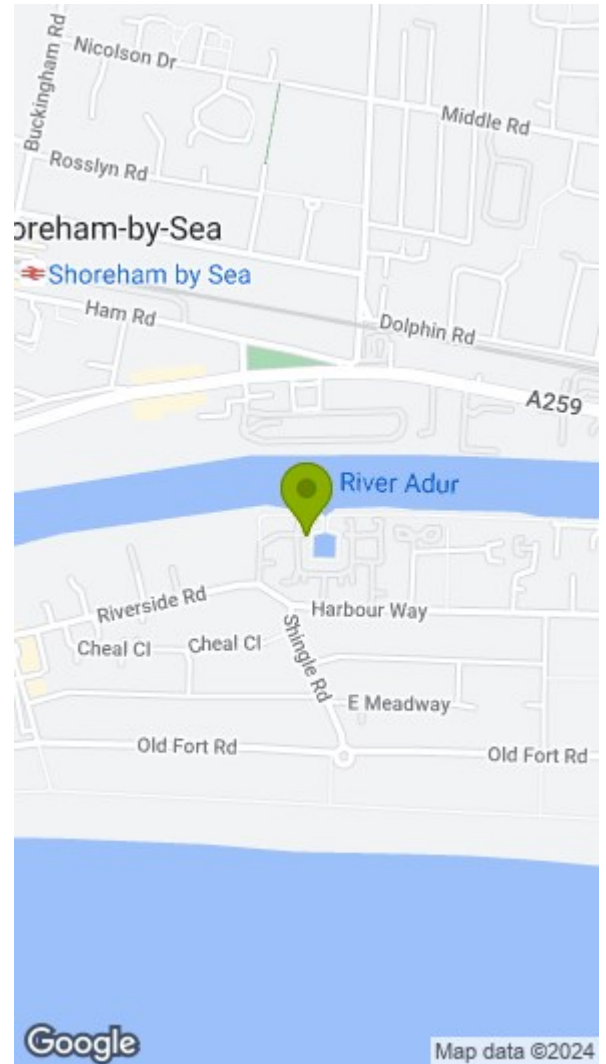 Nicolson Dr
Buckingham Rd
Middle Rd
Rosslyn Rd
oreham-by-Sea
Shoreham by Sea
Ham Rd
Dolphin Rd
A259
River Adur
Riverside Rd
Harbour Way
Cheal Cl
Cheal Cl
Shingle Rd
E Meadway
Old Fort Rd
Old Fort Rd
Google
Map data ©2024